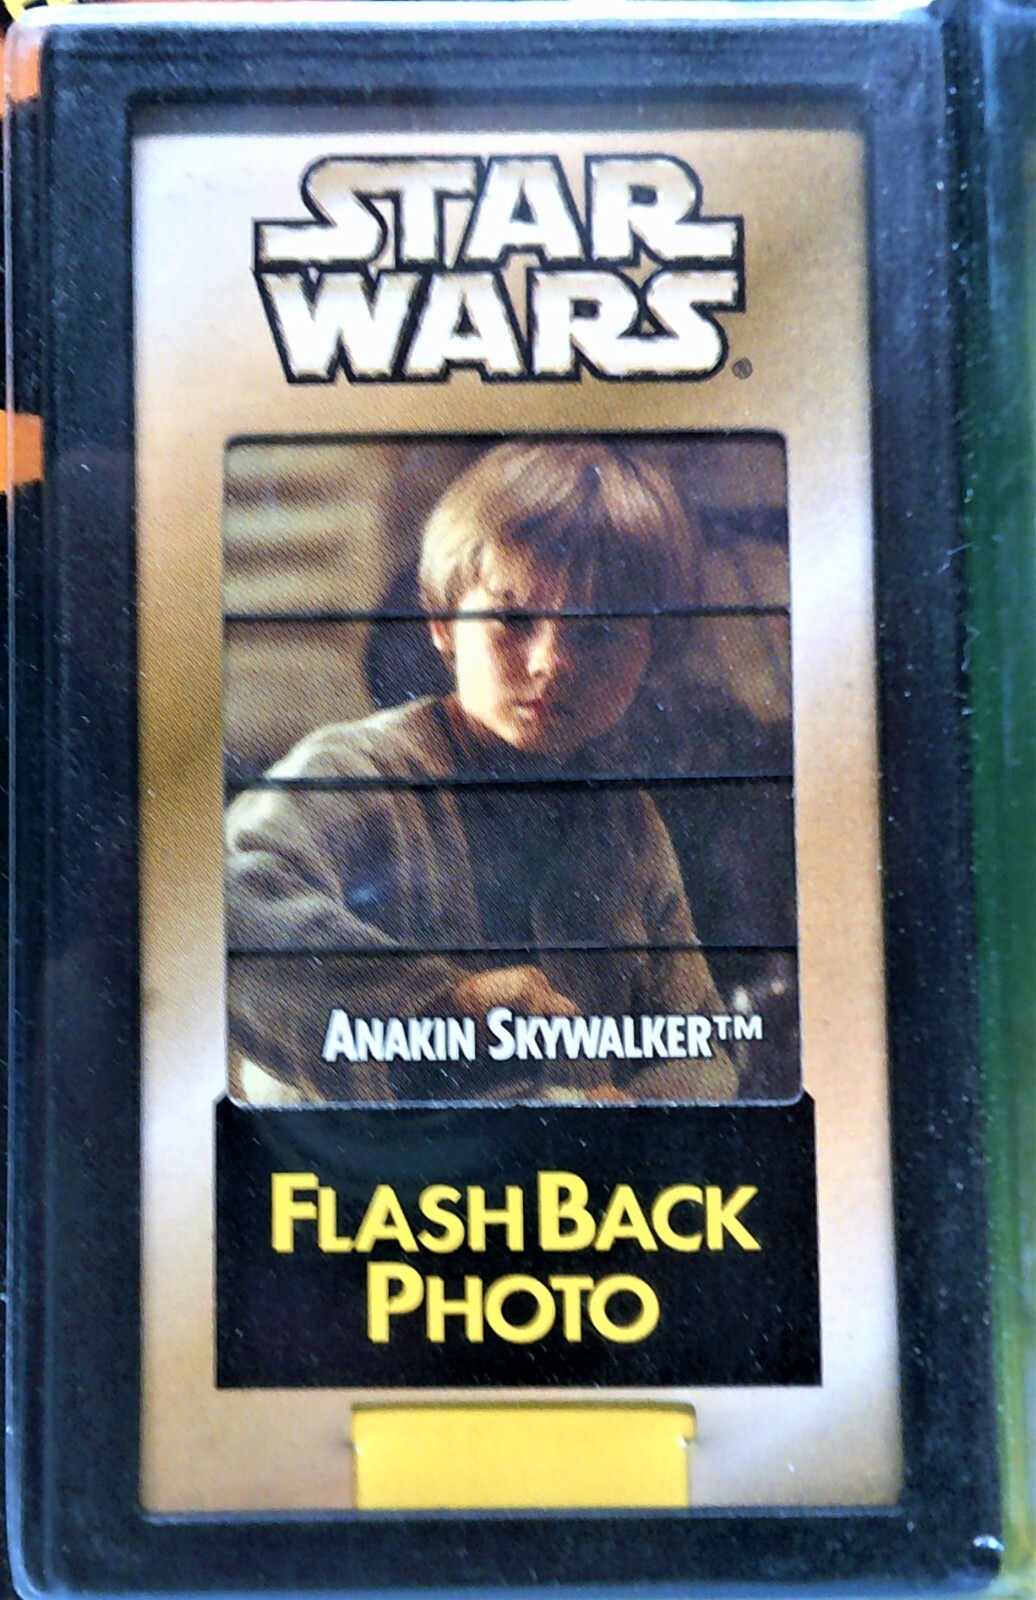 STAR
WARS®
ANAKIN SKYWALKER™
FLASHBACK
PHOTO